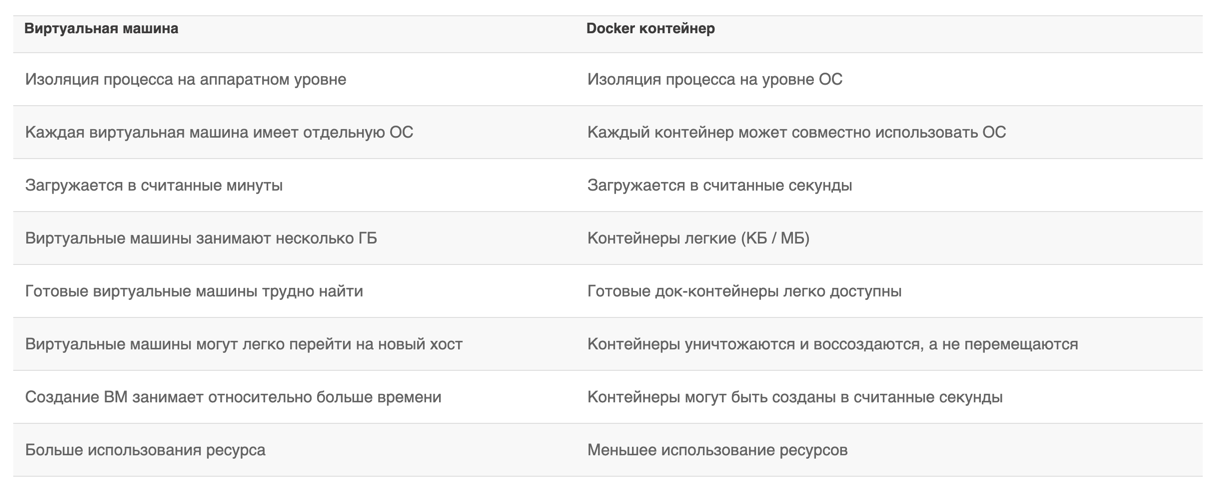 Виртуальная машина Docker контейнер
Изоляция процесса на аппаратном уровне Изоляция процесса на уровне ОС
Каждая виртуальная машина имеет отдельную ОС Каждый контейнер может совместно использовать ОС
Загружается в считанные минуты Загружается в считанные секунды
Виртуальные машины занимают несколько ГБ Контейнеры легкие (КБ / МБ)
Готовые виртуальные машины трудно найти Готовые док-контейнеры легко доступны
Виртуальные машины могут легко перейти на новый хост Контейнеры уничтожаются и воссоздаются, а не перемещаются
Создание ВМ занимает относительно больше времени Контейнеры могут быть созданы в считанные секунды
Больше использования ресурса Меньшее использование ресурсов